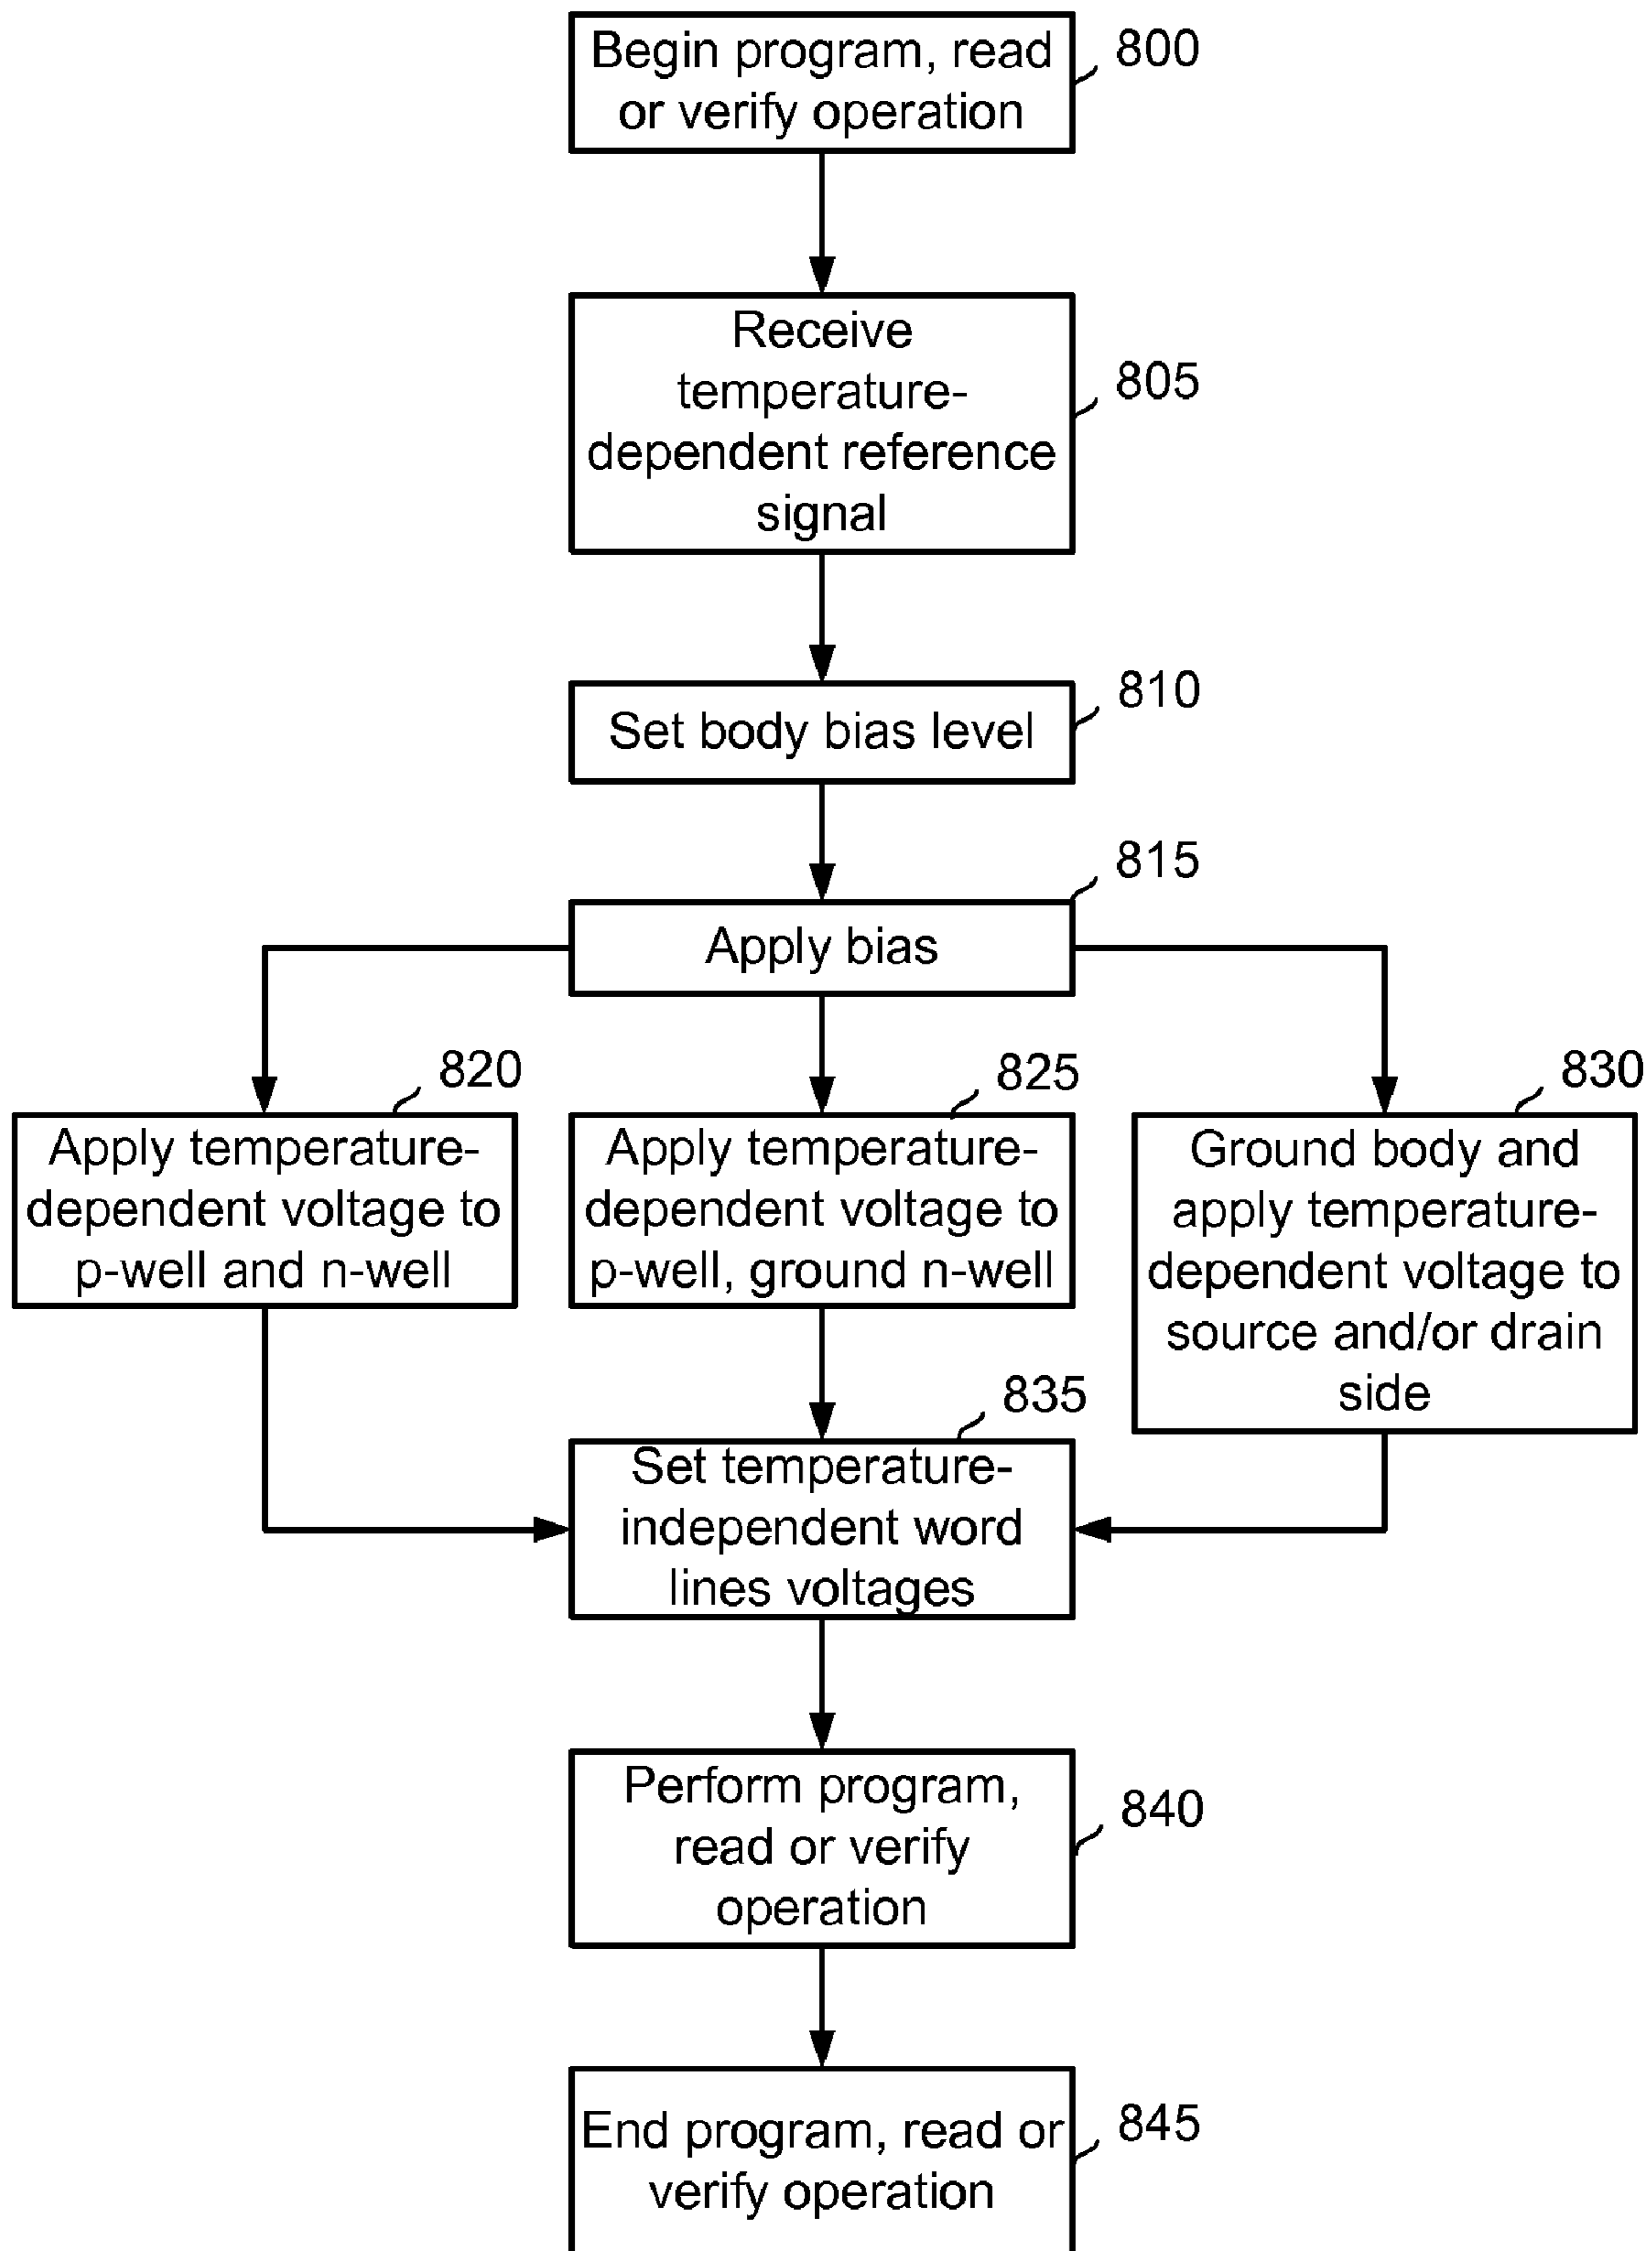 Begin program, read
or verify operation
800
Receive
temperature-
dependent reference
signal
805
Set body bias level
810
Apply bias
815
820
Apply temperature-
dependent voltage to
p-well and n-well
825
Apply temperature-
dependent voltage to
p-well, ground n-well
830
Ground body and
apply temperature-
dependent voltage to
source and/or drain
side
835
Set temperature-
independent word
lines voltages
Perform program,
read or verify
operation
840
End program, read or
verify operation
845